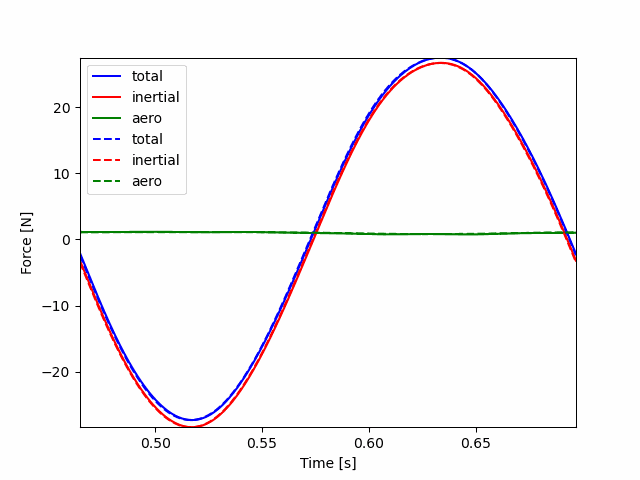 total
inertial
aero
total
inertial
aero
20
10
0
−10
−20
Force [N]
0.50 0.55 0.60 0.65
Time [s]